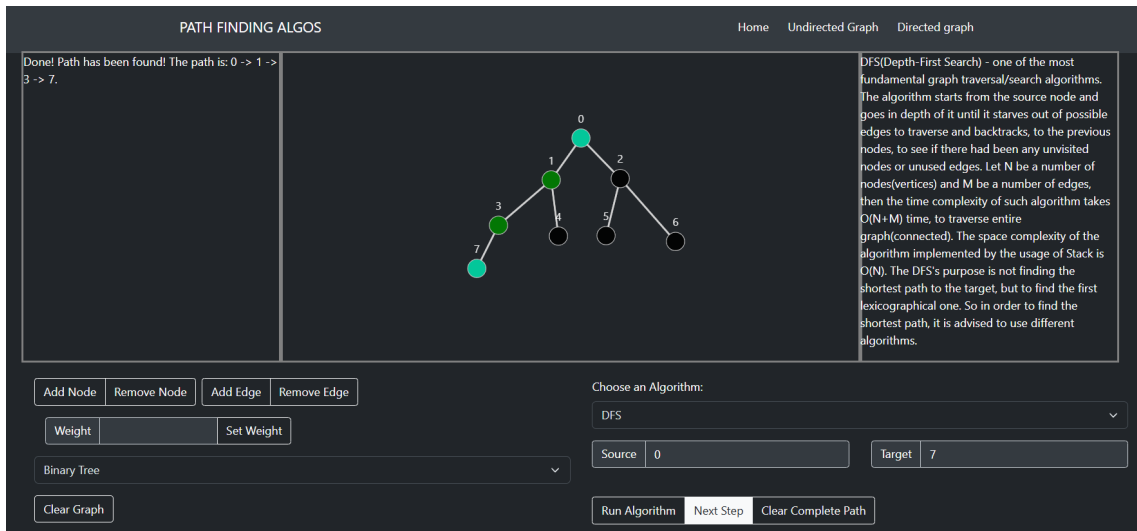 PATH FINDING ALGOS
Home Undirected Graph Directed graph
Done! Path has been found! The path is: 0 -> 1 ->
3 -> 7.
0
1
2
3
4
5
6
7
DFS(Depth-First Search) - one of the most
fundamental graph traversal/search algorithms.
The algorithm starts from the source node and
goes in depth of it until it starves out of possible
edges to traverse and backtracks, to the previous
nodes, to see if there had been any unvisited
nodes or unused edges. Let N be a number of
nodes(vertices) and M be a number of edges,
then the time complexity of such algorithm takes
O(N+M) time, to traverse entire
graph(connected). The space complexity of the
algorithm implemented by the usage of Stack is
O(N). The DFS's purpose is not finding the
shortest path to the target, but to find the first
lexicographical one. So in order to find the
shortest path, it is advised to use different
algorithms.
Add Node Remove Node Add Edge Remove Edge
Weight Set Weight
Binary Tree
Clear Graph
Choose an Algorithm:
DFS
Source 0 Target 7
Run Algorithm Next Step Clear Complete Path